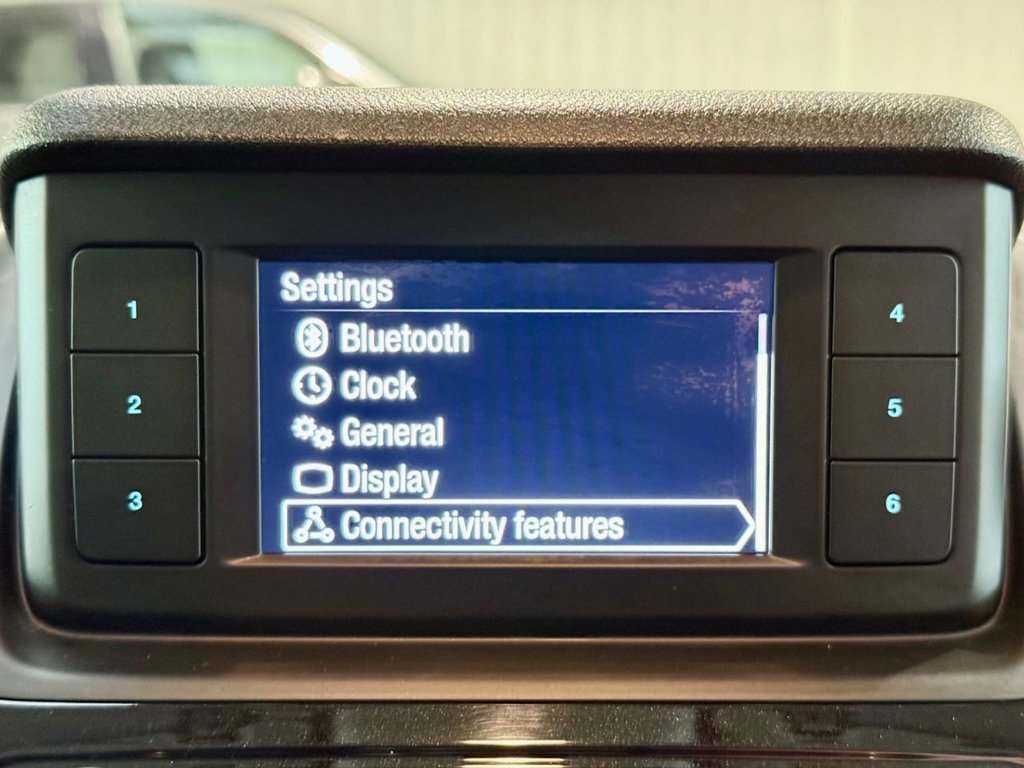 Settings
Bluetooth
Clock
General
Display
Connectivity features
1
2
3
4
5
6